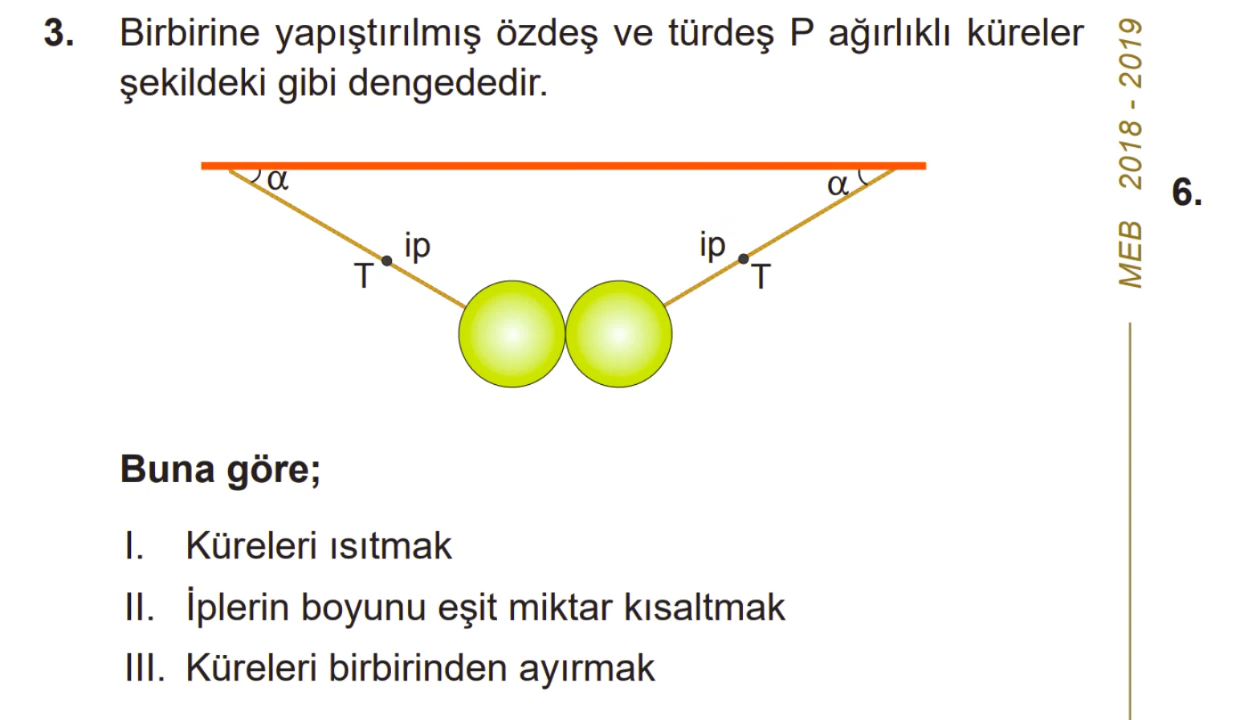 3. Birbirine yapıştırılmış özdeş ve türdeş P ağırlıklı küreler
şekildeki gibi dengededir.
α
α
ip
ip
T
T
Buna göre;
I. Küreleri ısıtmak
II. İplerin boyunu eşit miktar kısaltmak
III. Küreleri birbirinden ayırmak
MEB 2018 - 2019
6.